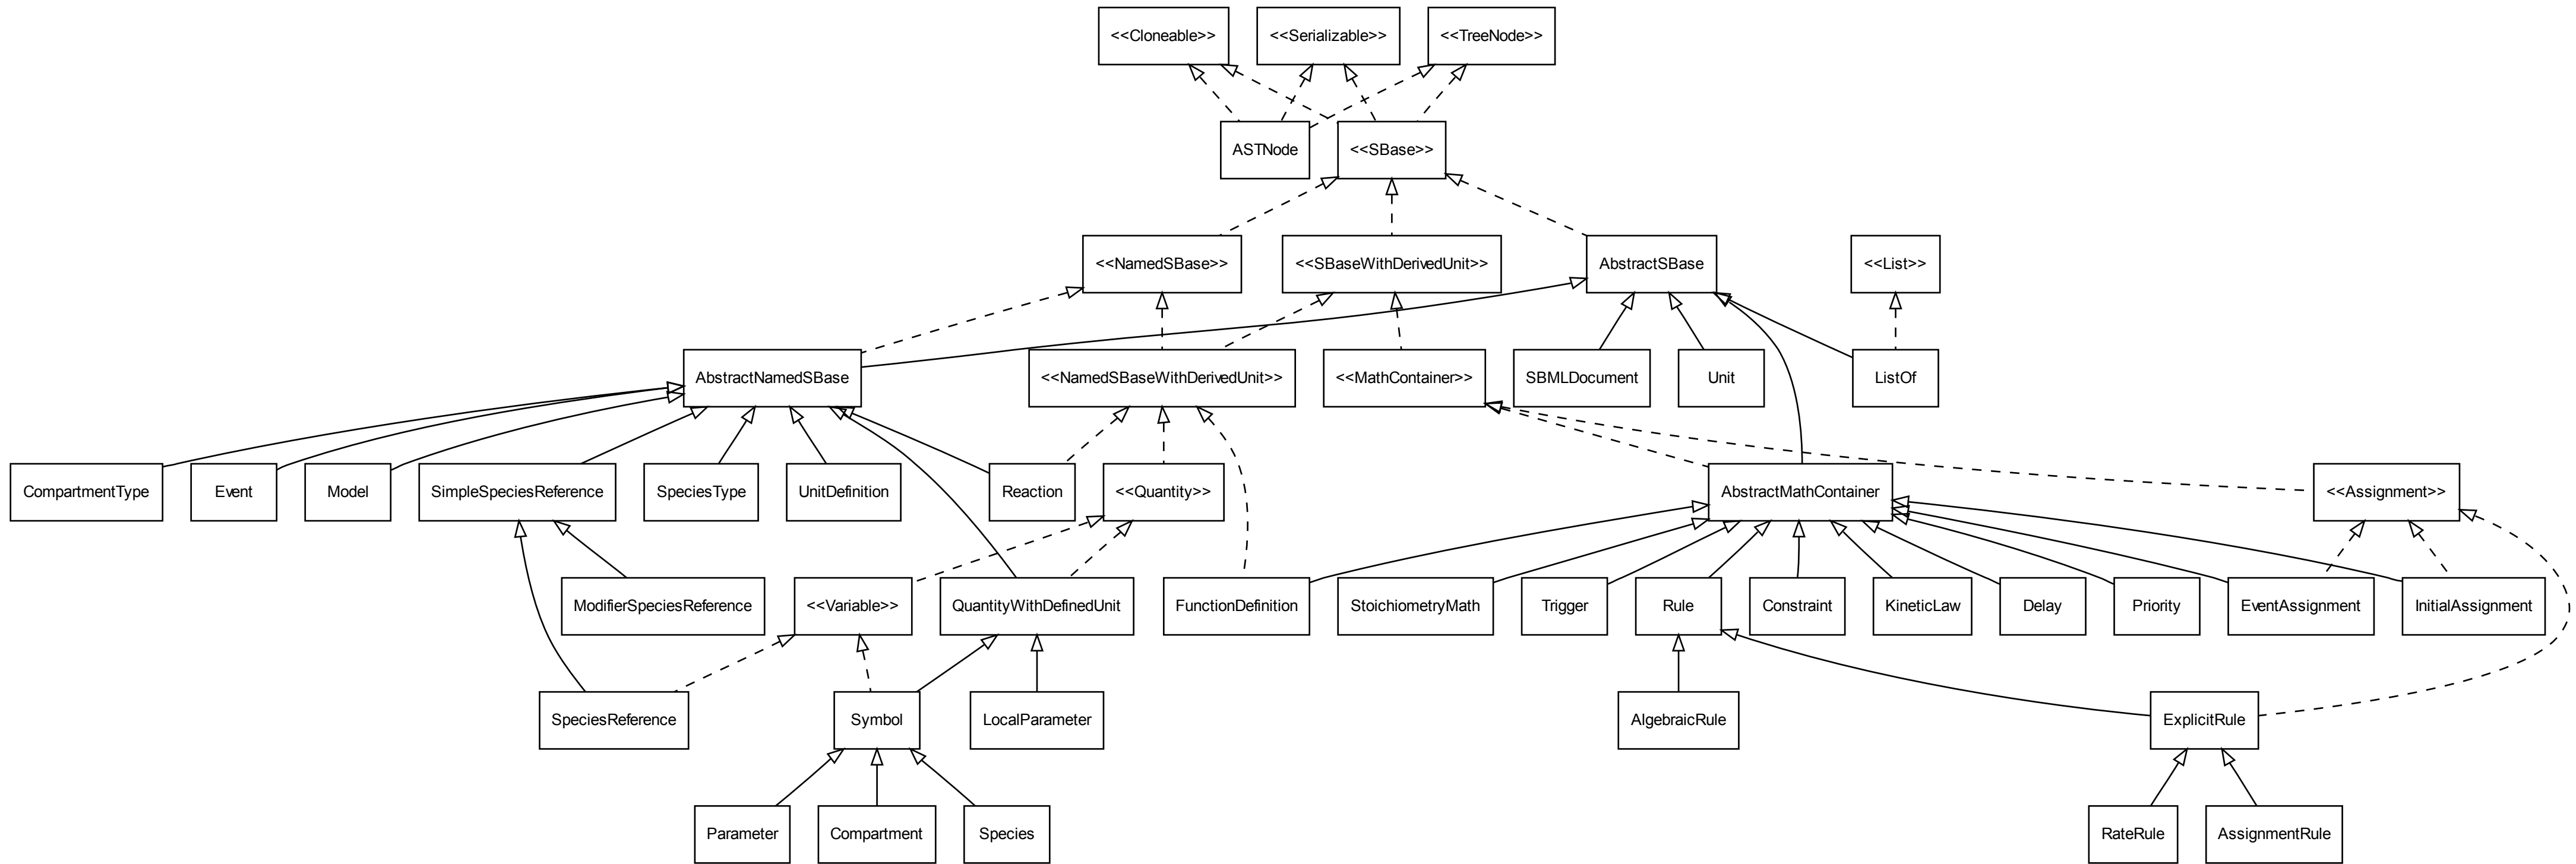 <<Cloneable>>
<<Serializable>>
<<TreeNode>>
ASTNode
<<SBase>>
<<NamedSBase>>
<<SBaseWithDerivedUnit>>
AbstractSBase
<<List>>
AbstractNamedSBase
<<NamedSBaseWithDerivedUnit>>
<<MathContainer>>
SBMLDocument
Unit
ListOf
CompartmentType
Event
Model
SimpleSpeciesReference
SpeciesType
UnitDefinition
Reaction
<<Quantity>>
AbstractMathContainer
<<Assignment>>
ModifierSpeciesReference
<<Variable>>
QuantityWithDefinedUnit
FunctionDefinition
StoichiometryMath
Trigger
Rule
Constraint
KineticLaw
Delay
Priority
EventAssignment
InitialAssignment
SpeciesReference
Symbol
LocalParameter
AlgebraicRule
ExplicitRule
Parameter
Compartment
Species
RateRule
AssignmentRule